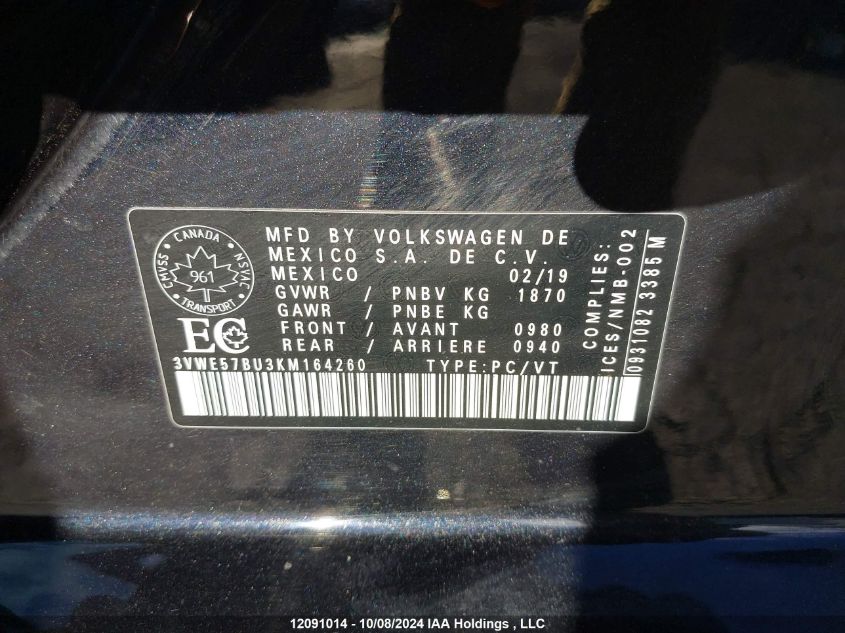 CANADA
CMVSS
NSVAC
961
TRANSPORT
EC
MFD BY VOLKSWAGEN DE
MEXICO S.A. DE C.V.
MEXICO 02/19
GVWR / PNBV KG 1870
GAWR / PNBE KG
FRONT / AVANT 0980
REAR / ARRIERE 0940
3VWE57BU3KM164260 TYPE:PC/VT
COMPLIES:
ICES/NMB-002
0931082 3385M
12091014 - 10/08/2024 IAA Holdings , LLC